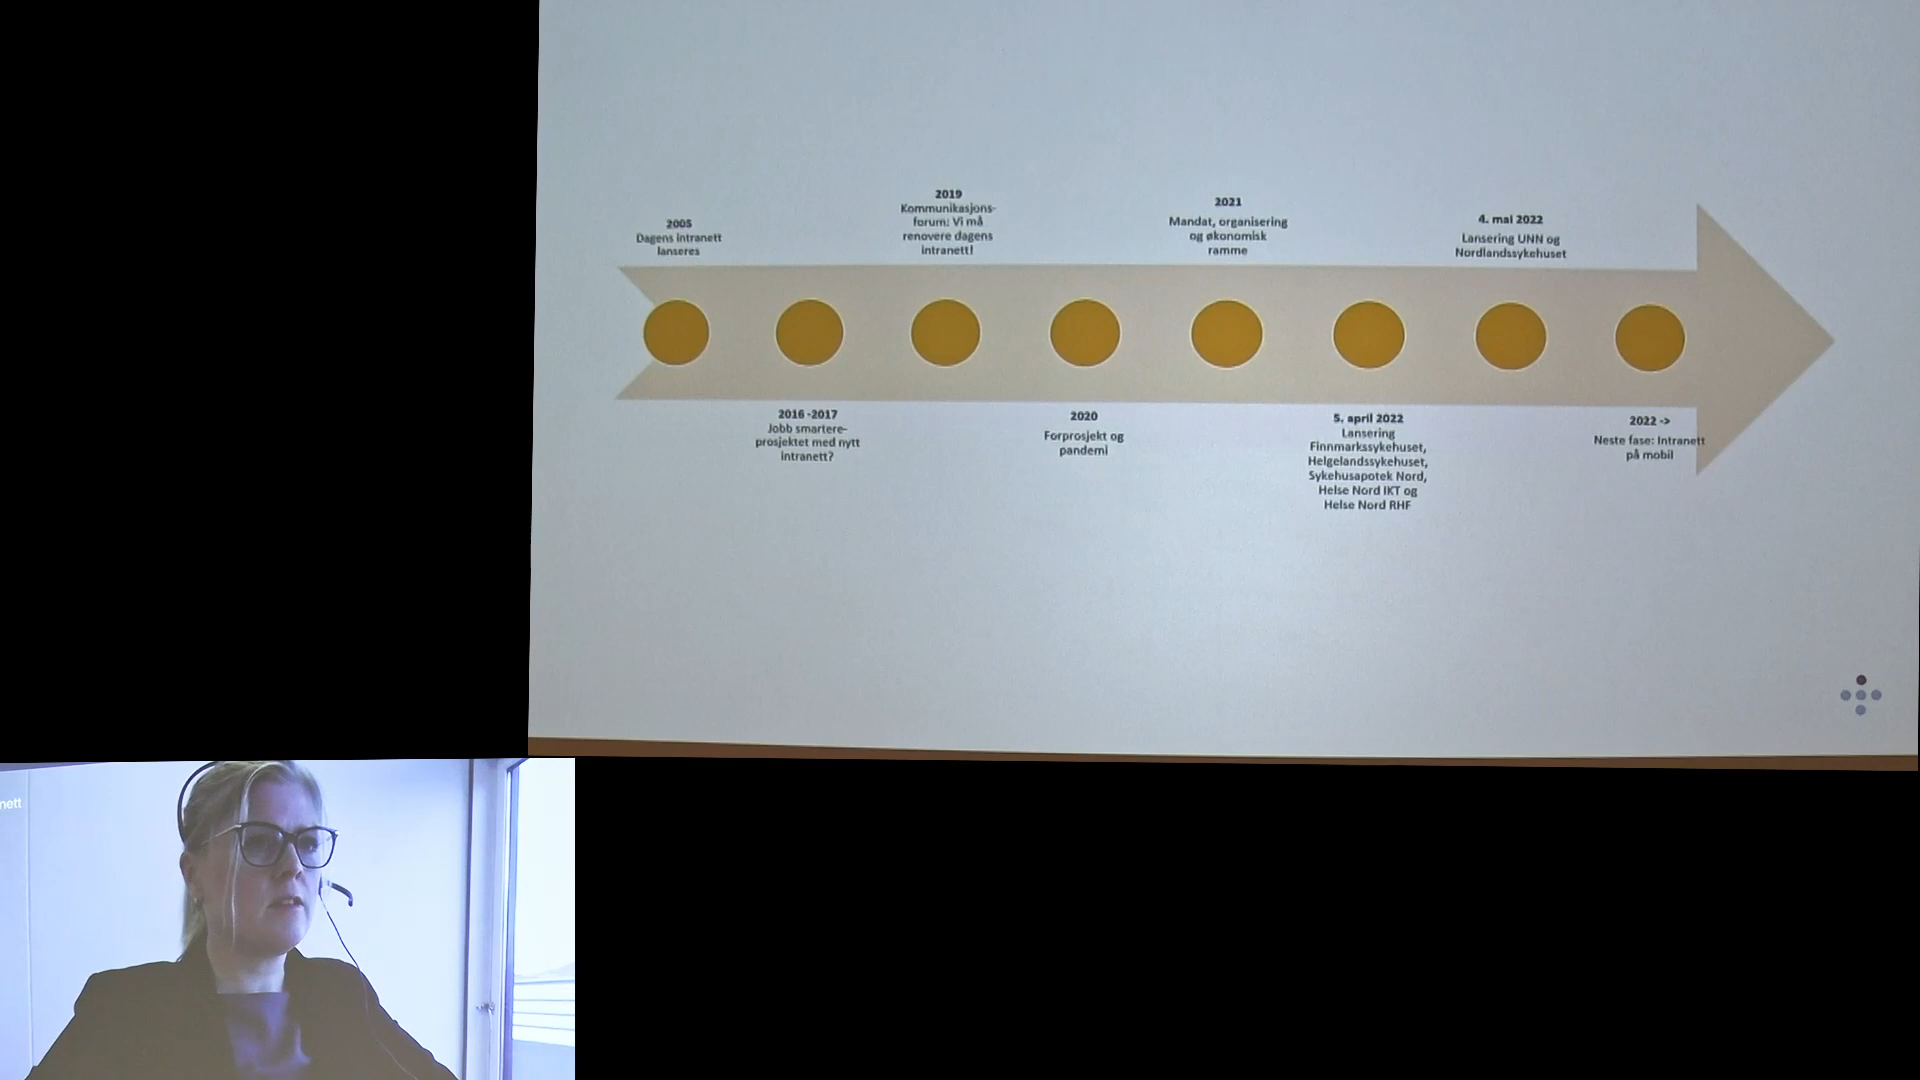 2005
Dagens intranett
lanseres
2016 -2017
Jobb smartere-
prosjektet med nytt
intranett?
2019
Kommunikasjons-
forum: Vi må
renovere dagens
intranett!
2020
Forprosjekt og
pandemi
2021
Mandat, organisering
og økonomisk
ramme
5. april 2022
Lansering
Finnmarkssykehuset,
Helgelandssykehuset,
Sykehusapotek Nord,
Helse Nord IKT og
Helse Nord RHF
4. mai 2022
Lansering UNN og
Nordlandssykehuset
2022 ->
Neste fase: Intranett
på mobil
nett